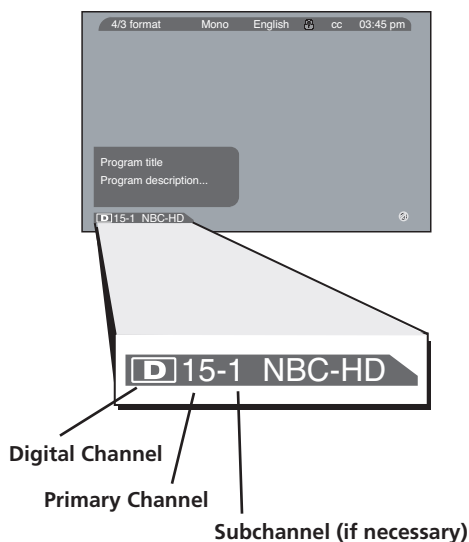 4/3 format Mono English cc 03:45 pm
Program title
Program description...
D 15-1 NBC-HD
D 15-1 NBC-HD
Digital Channel
Primary Channel
Subchannel (if necessary)